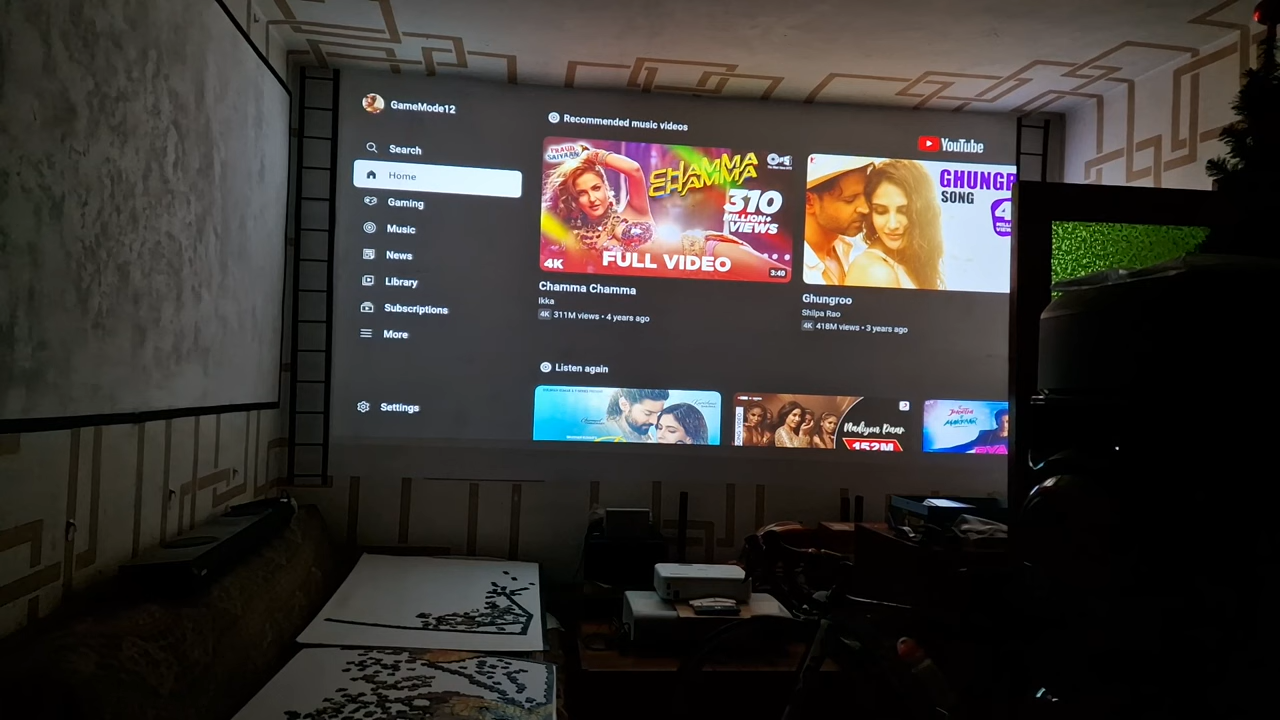 GameMode12
Search
Home
Gaming
Music
News
Library
Subscriptions
More
Settings
Recommended music videos
YouTube
FRAUD
SAIYAAN
CHAMMA
CHAMMA
310
MILLION+
VIEWS
4K
FULL VIDEO
3:40
Chamma Chamma
Ikka
4K 311M views • 4 years ago
GHUNGR
SONG
4
Ghungroo
Shilpa Rao
4K 418M views • 3 years ago
Listen again
Nadiyon Paar
152M